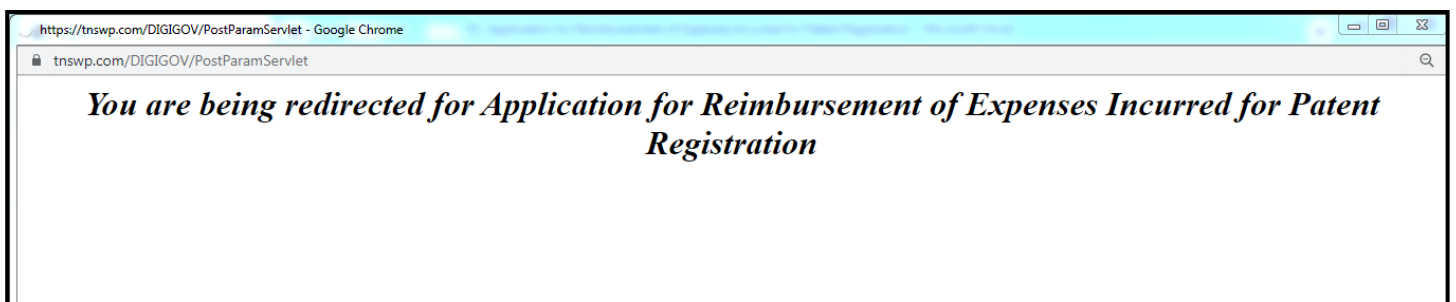 https://tnswp.com/DIGIGOV/PostParamServlet - Google Chrome
tnswp.com/DIGIGOV/PostParamServlet
You are being redirected for Application for Reimbursement of Expenses Incurred for Patent
Registration